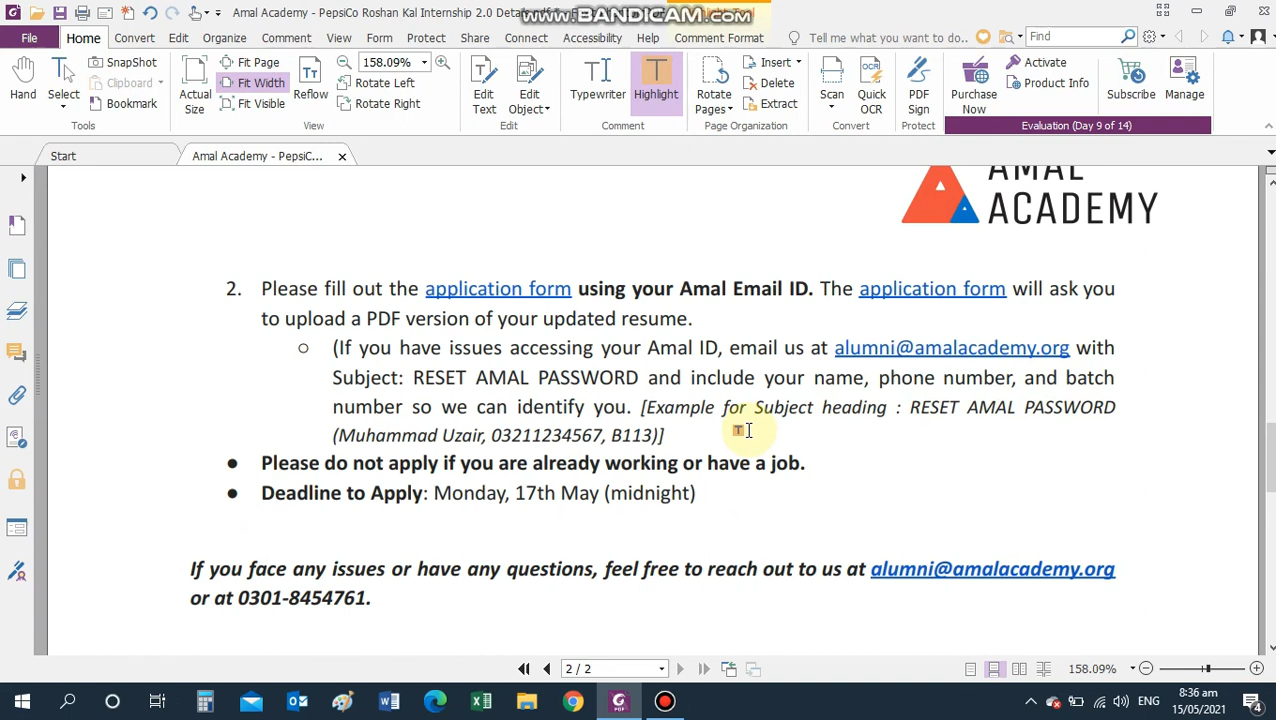 Amal Academy - PepsiCo Roshan Kal Internship 2.0 Details.pdf
www.BANDICAM.com
File Home Convert Edit Organize Comment View Form Protect Share Connect Accessibility Help Comment Format Tell me what you want to do.. Find
Hand
Select
SnapShot
Clipboard
Bookmark
Tools
Actual Size
Fit Page
Fit Width
Fit Visible
Reflow
158.09%
Rotate Left
Rotate Right
View
Edit Text
Edit Object
Edit
Typewriter
Highlight
Comment
Rotate Pages
Insert
Delete
Extract
Page Organization
Scan
Quick OCR
Convert
PDF Sign
Protect
Purchase Now
Activate
Product Info
Subscribe
Manage
Evaluation (Day 9 of 14)
Start
Amal Academy - PepsiC...
AMAL
ACADEMY
2. Please fill out the application form using your Amal Email ID. The application form will ask you
to upload a PDF version of your updated resume.
(If you have issues accessing your Amal ID, email us at alumni@amalacademy.org with
Subject: RESET AMAL PASSWORD and include your name, phone number, and batch
number so we can identify you. [Example for Subject heading : RESET AMAL PASSWORD
(Muhammad Uzair, 03211234567, B113)]
Please do not apply if you are already working or have a job.
Deadline to Apply: Monday, 17th May (midnight)
If you face any issues or have any questions, feel free to reach out to us at alumni@amalacademy.org
or at 0301-8454761.
2 / 2
158.09%
8:36 am
15/05/2021
4